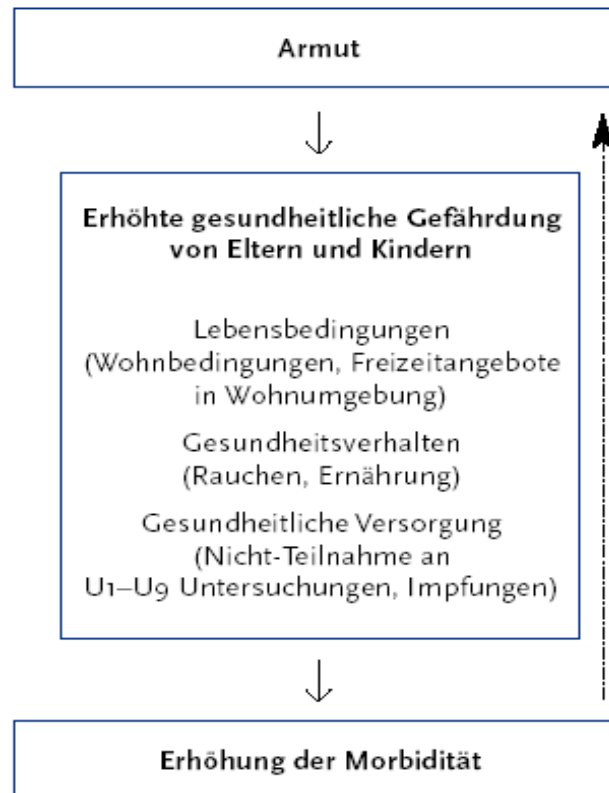 Armut
Erhöhte gesundheitliche Gefährdung
von Eltern und Kindern
Lebensbedingungen
(Wohnbedingungen, Freizeitangebote
in Wohnumgebung)
Gesundheitsverhalten
(Rauchen, Ernährung)
Gesundheitliche Versorgung
(Nicht-Teilnahme an
U1–U9 Untersuchungen, Impfungen)
Erhöhung der Morbidität